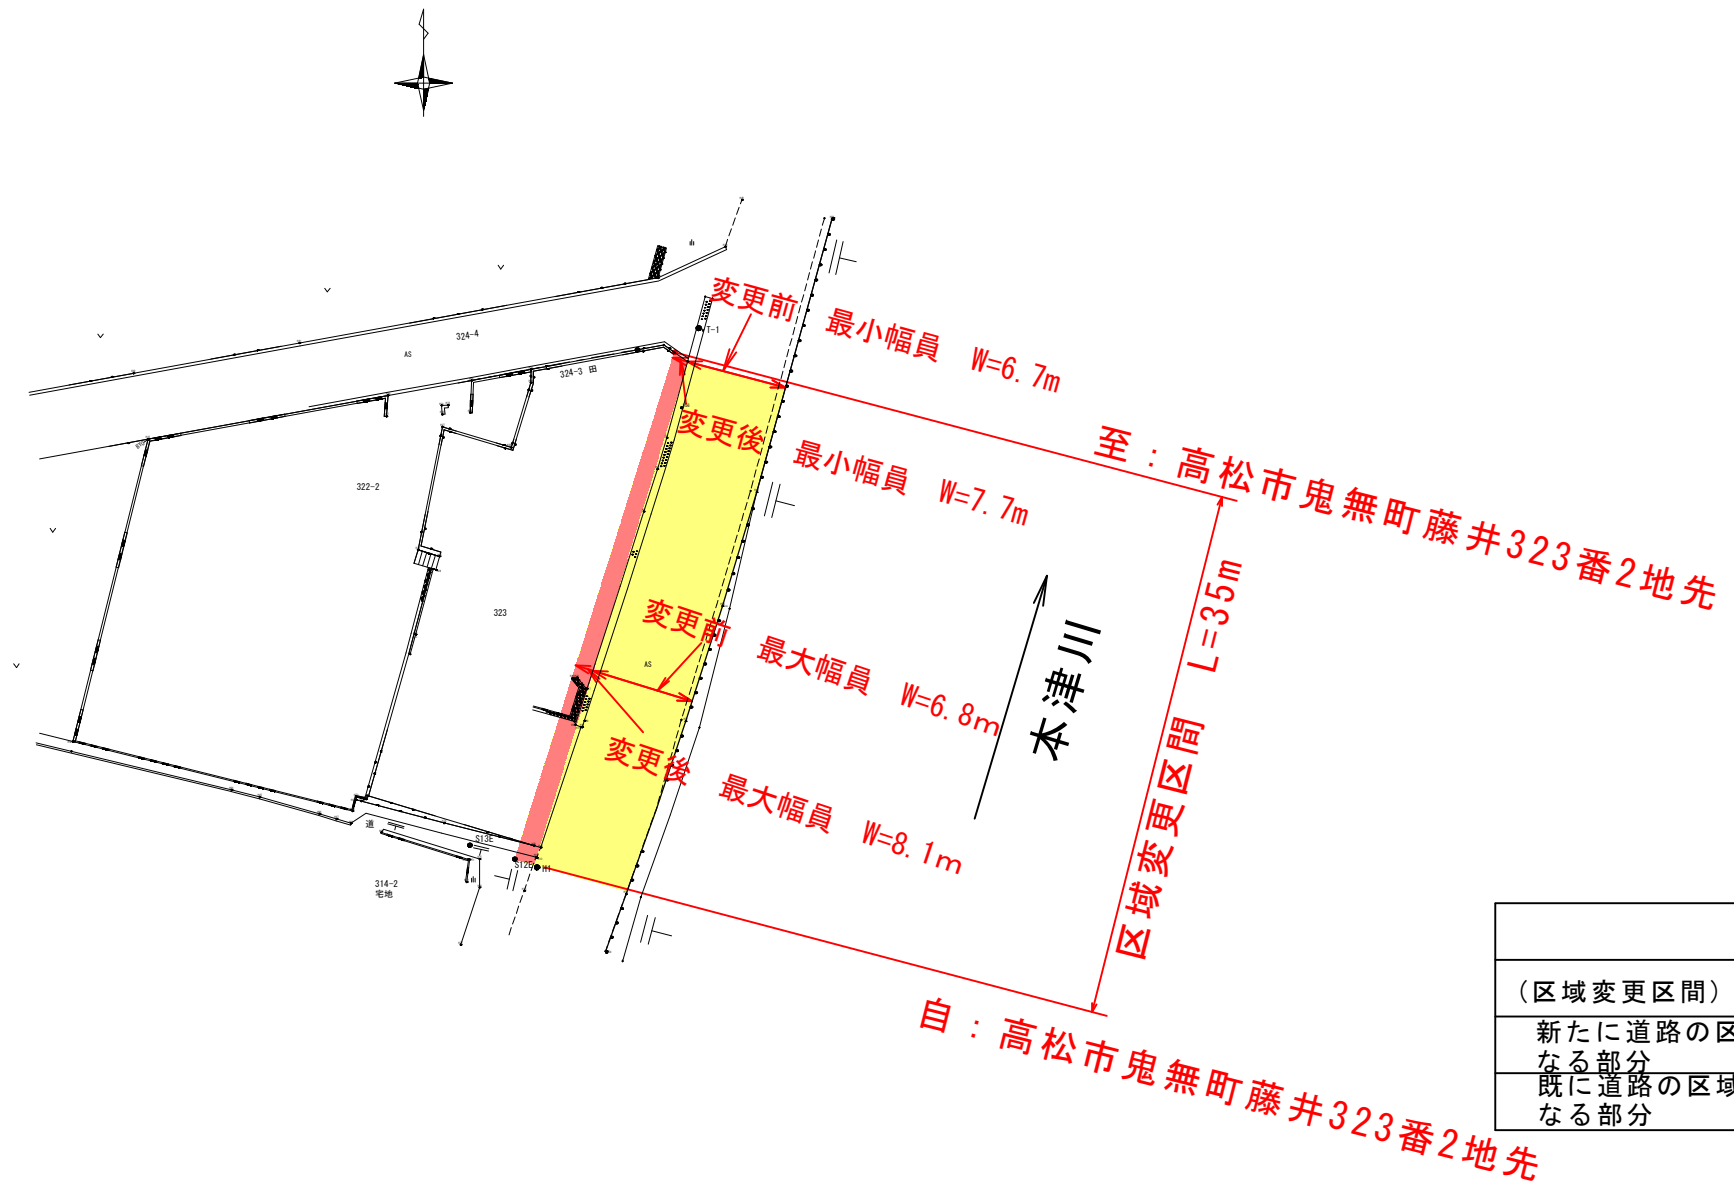 変更前　最小幅員　W=6.7m
T-1
324-4
AS
324-3 田
変更後　最小幅員　W=7.7m
至：高松市鬼無町藤井323番2地先
322-2
323
変更前　最大幅員　W=6.8m
AS
本津川
区域変更区間　L=35m
変更後　最大幅員　W=8.1m
道
S13E
S12E
H1
314-2
宅地
自：高松市鬼無町藤井323番2地先
（区域変更区間）
新たに道路の区
なる部分
既に道路の区域
なる部分